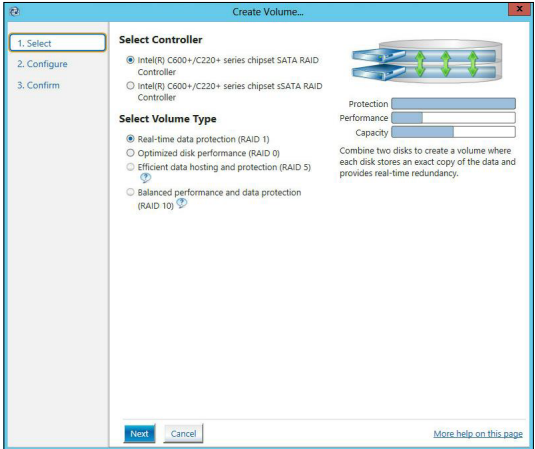 Create Volume...
x
1. Select
2. Configure
3. Confirm
Select Controller
Intel(R) C600+/C220+ series chipset SATA RAID
Controller
Intel(R) C600+/C220+ series chipset sSATA RAID
Controller
Select Volume Type
Real-time data protection (RAID 1)
Optimized disk performance (RAID 0)
Efficient data hosting and protection (RAID 5)
?
Balanced performance and data protection
(RAID 10) ?
Protection
Performance
Capacity
Combine two disks to create a volume where
each disk stores an exact copy of the data and
provides real-time redundancy.
Next
Cancel
More help on this page